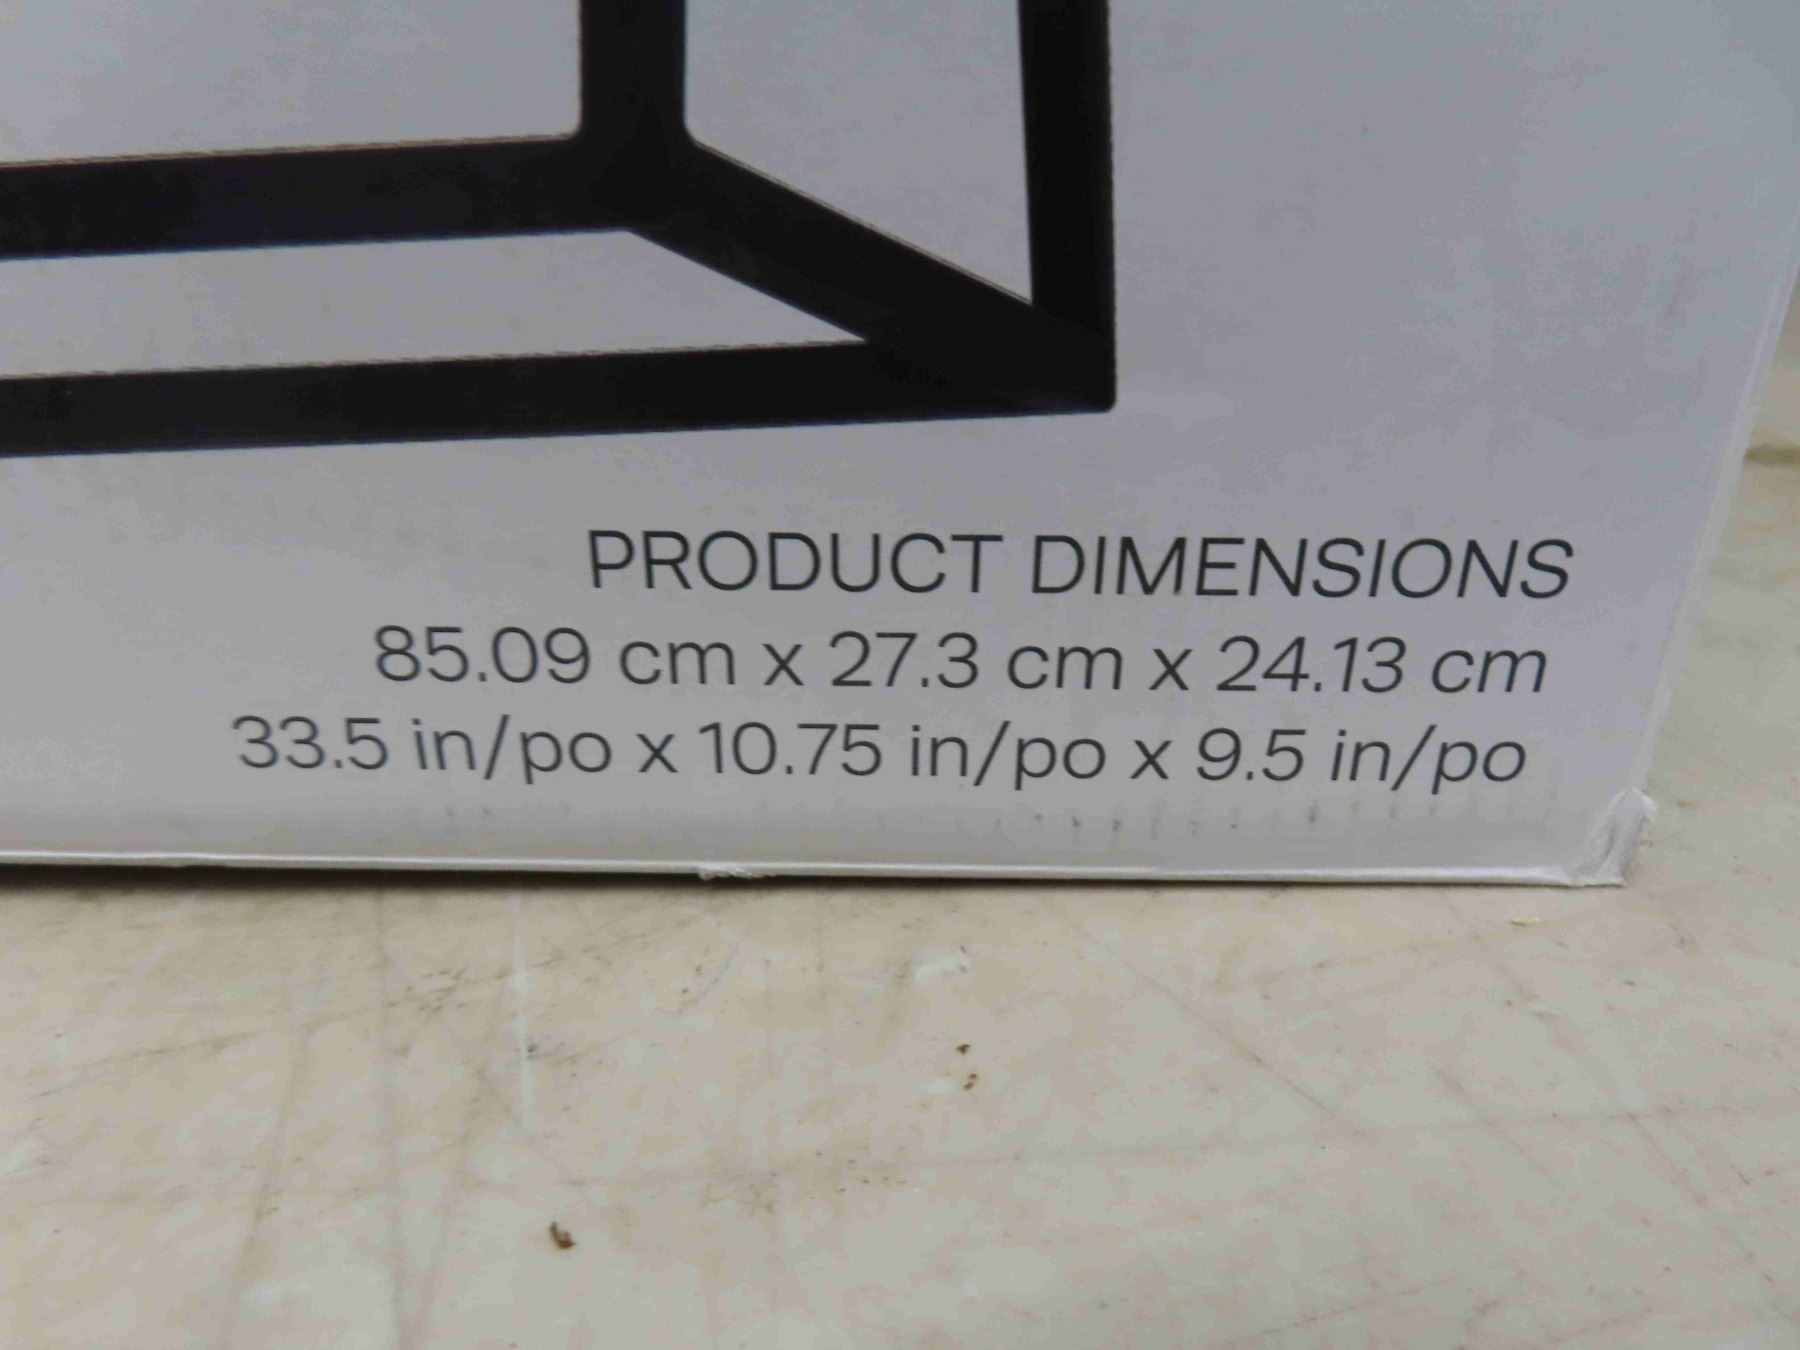 PRODUCT DIMENSIONS
85.09 cm x 27.3 cm x 24.13 cm
33.5 in/po x 10.75 in/po x 9.5 in/po